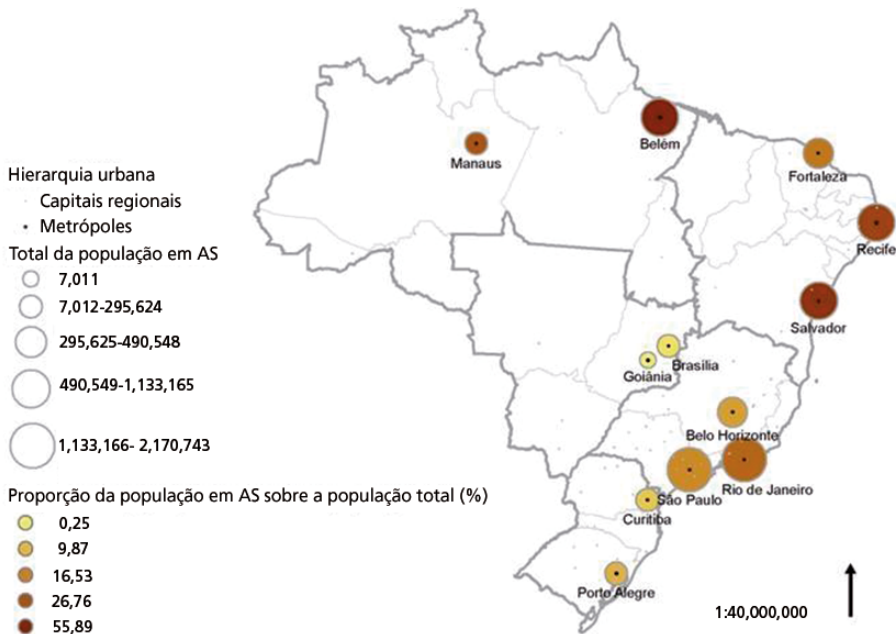 Hierarquia urbana
Capitais regionais
Metrópoles
Total da população em AS
7,011
7,012-295,624
295,625-490,548
490,549-1,133,165
1,133,166- 2,170,743
Proporção da população em AS sobre a população total (%)
0,25
9,87
16,53
26,76
55,89
Manaus
Belém
Fortaleza
Recife
Salvador
Brasilia
Goiânia
Belo Horizonte
São Paulo
Rio de Janeiro
Curitiba
Porto Alegre
1:40,000,000